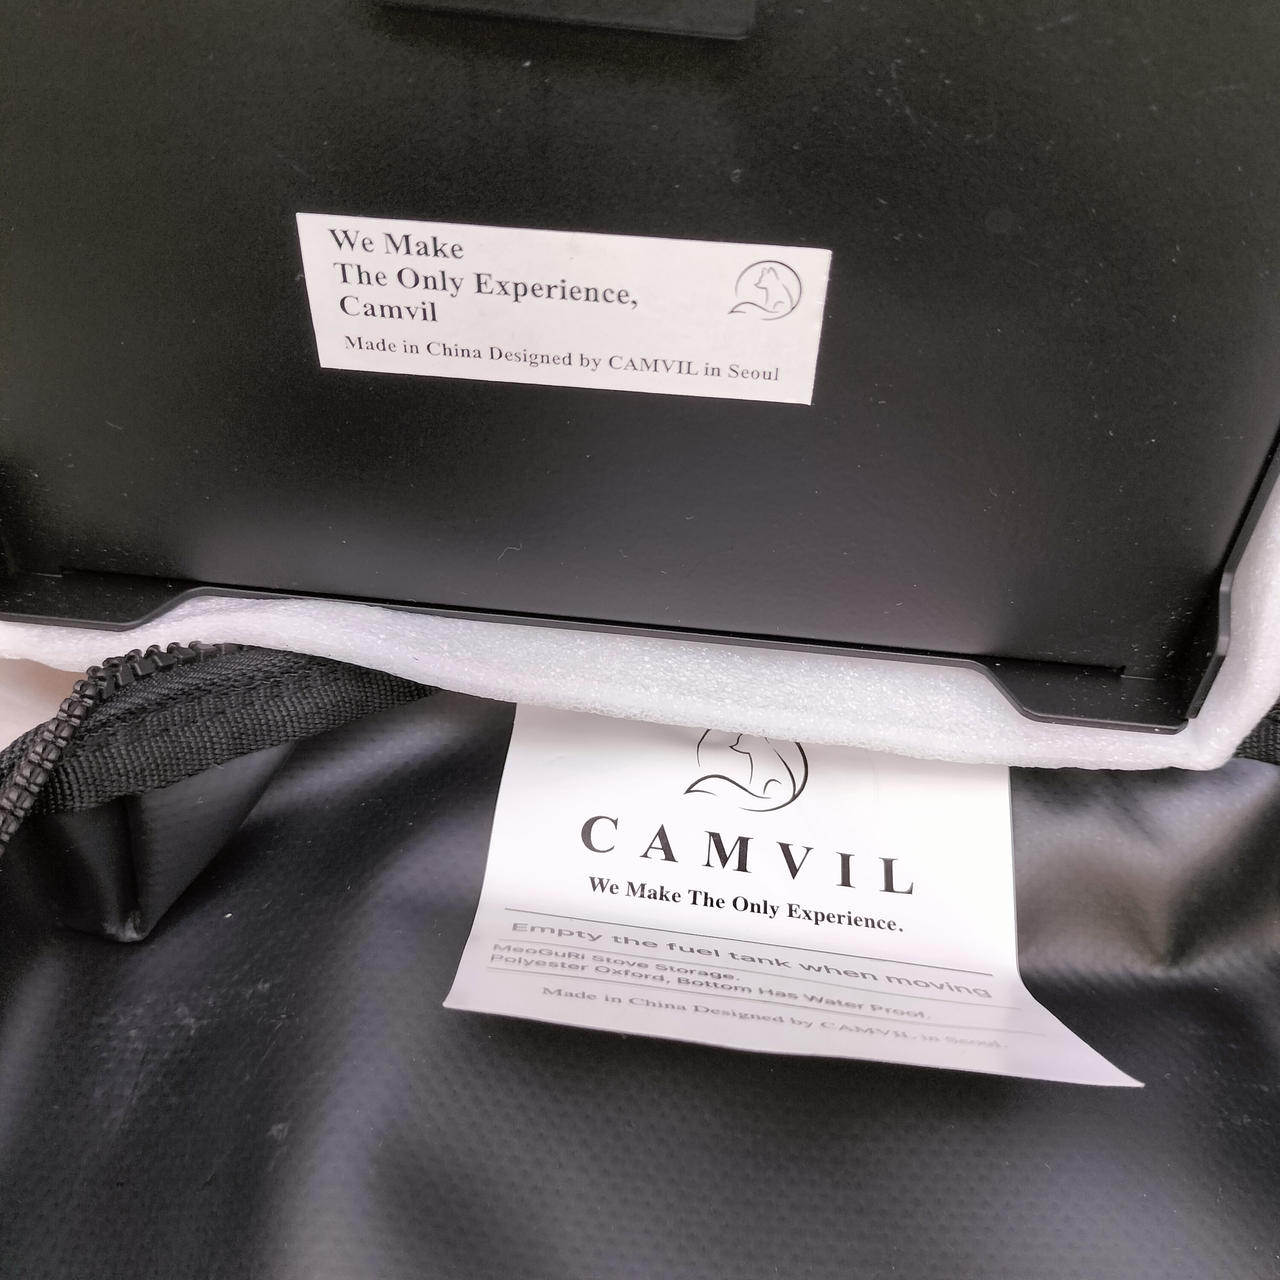 We Make
The Only Experience,
Camvil
Made in China Designed by CAMVIL in Seoul
CAMVIL
We Make The Only Experience.
Empty the fuel tank when moving
MeoGuRi Stove Storage.
Polyester Oxford, Bottom Has Water Proof.
Made in China Designed by CAMVIL in Seoul.